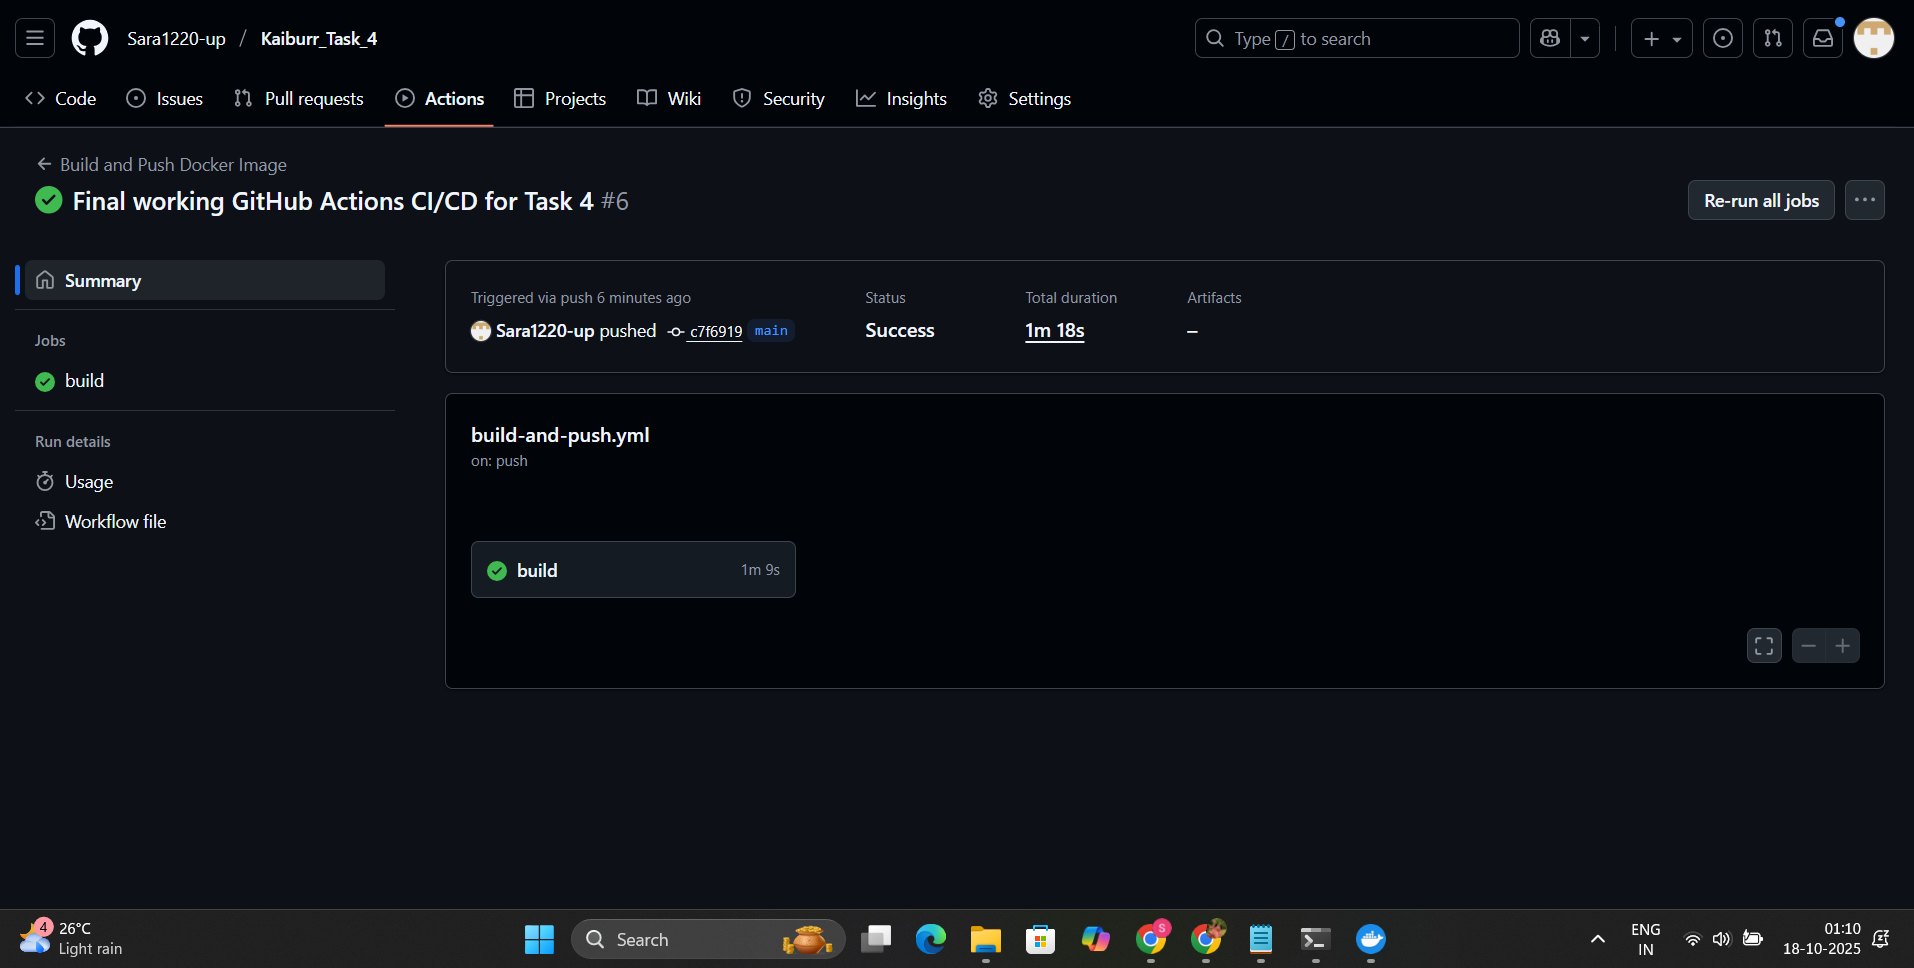 Sara1220-up / Kaiburr_Task_4
Type / to search
Code Issues Pull requests Actions Projects Wiki Security Insights Settings
Build and Push Docker Image
Final working GitHub Actions CI/CD for Task 4 #6
Re-run all jobs
Summary
Jobs
build
Run details
Usage
Workflow file
Triggered via push 6 minutes ago
Sara1220-up pushed c7f6919 main
Status
Success
Total duration
1m 18s
Artifacts
–
build-and-push.yml
on: push
build 1m 9s
4
26°C
Light rain
Search
S
ENG
IN
01:10
18-10-2025